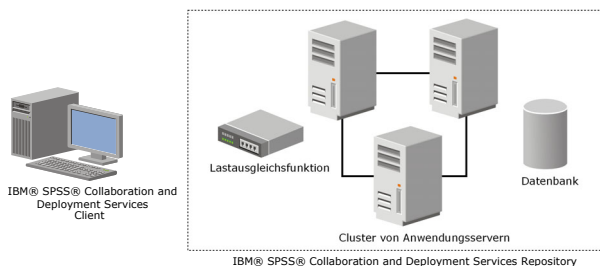 Lastausgleichsfunktion
Datenbank
IBM® SPSS® Collaboration and
Deployment Services
Client
Cluster von Anwendungsservern
IBM® SPSS® Collaboration and Deployment Services Repository